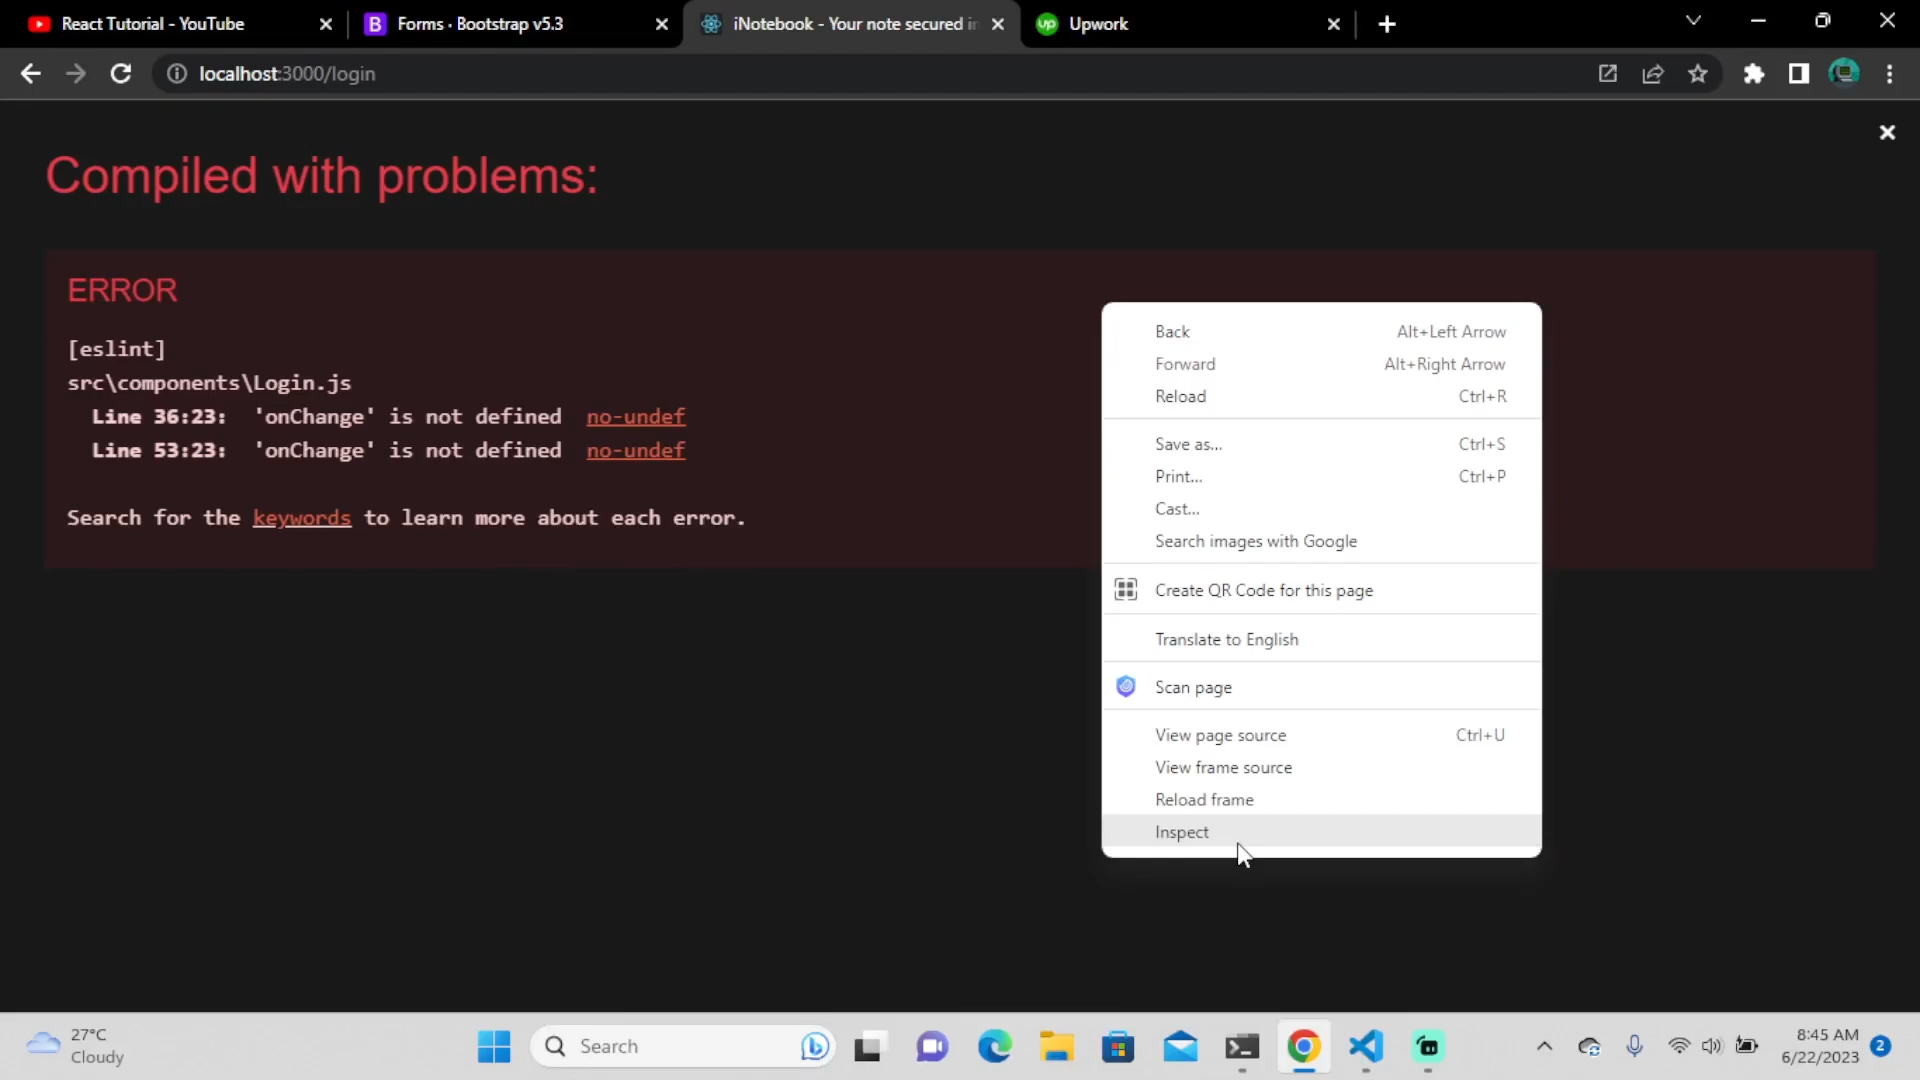 React Tutorial - YouTube
Forms · Bootstrap v5.3
iNotebook - Your note secured in
Upwork
localhost:3000/login
Compiled with problems:
ERROR
[eslint]
src\components\Login.js
Line 36:23: 'onChange' is not defined no-undef
Line 53:23: 'onChange' is not defined no-undef
Search for the keywords to learn more about each error.
Back Alt+Left Arrow
Forward Alt+Right Arrow
Reload Ctrl+R
Save as... Ctrl+S
Print... Ctrl+P
Cast...
Search images with Google
Create QR Code for this page
Translate to English
Scan page
View page source Ctrl+U
View frame source
Reload frame
Inspect
27°C
Cloudy
Search
8:45 AM
6/22/2023
2